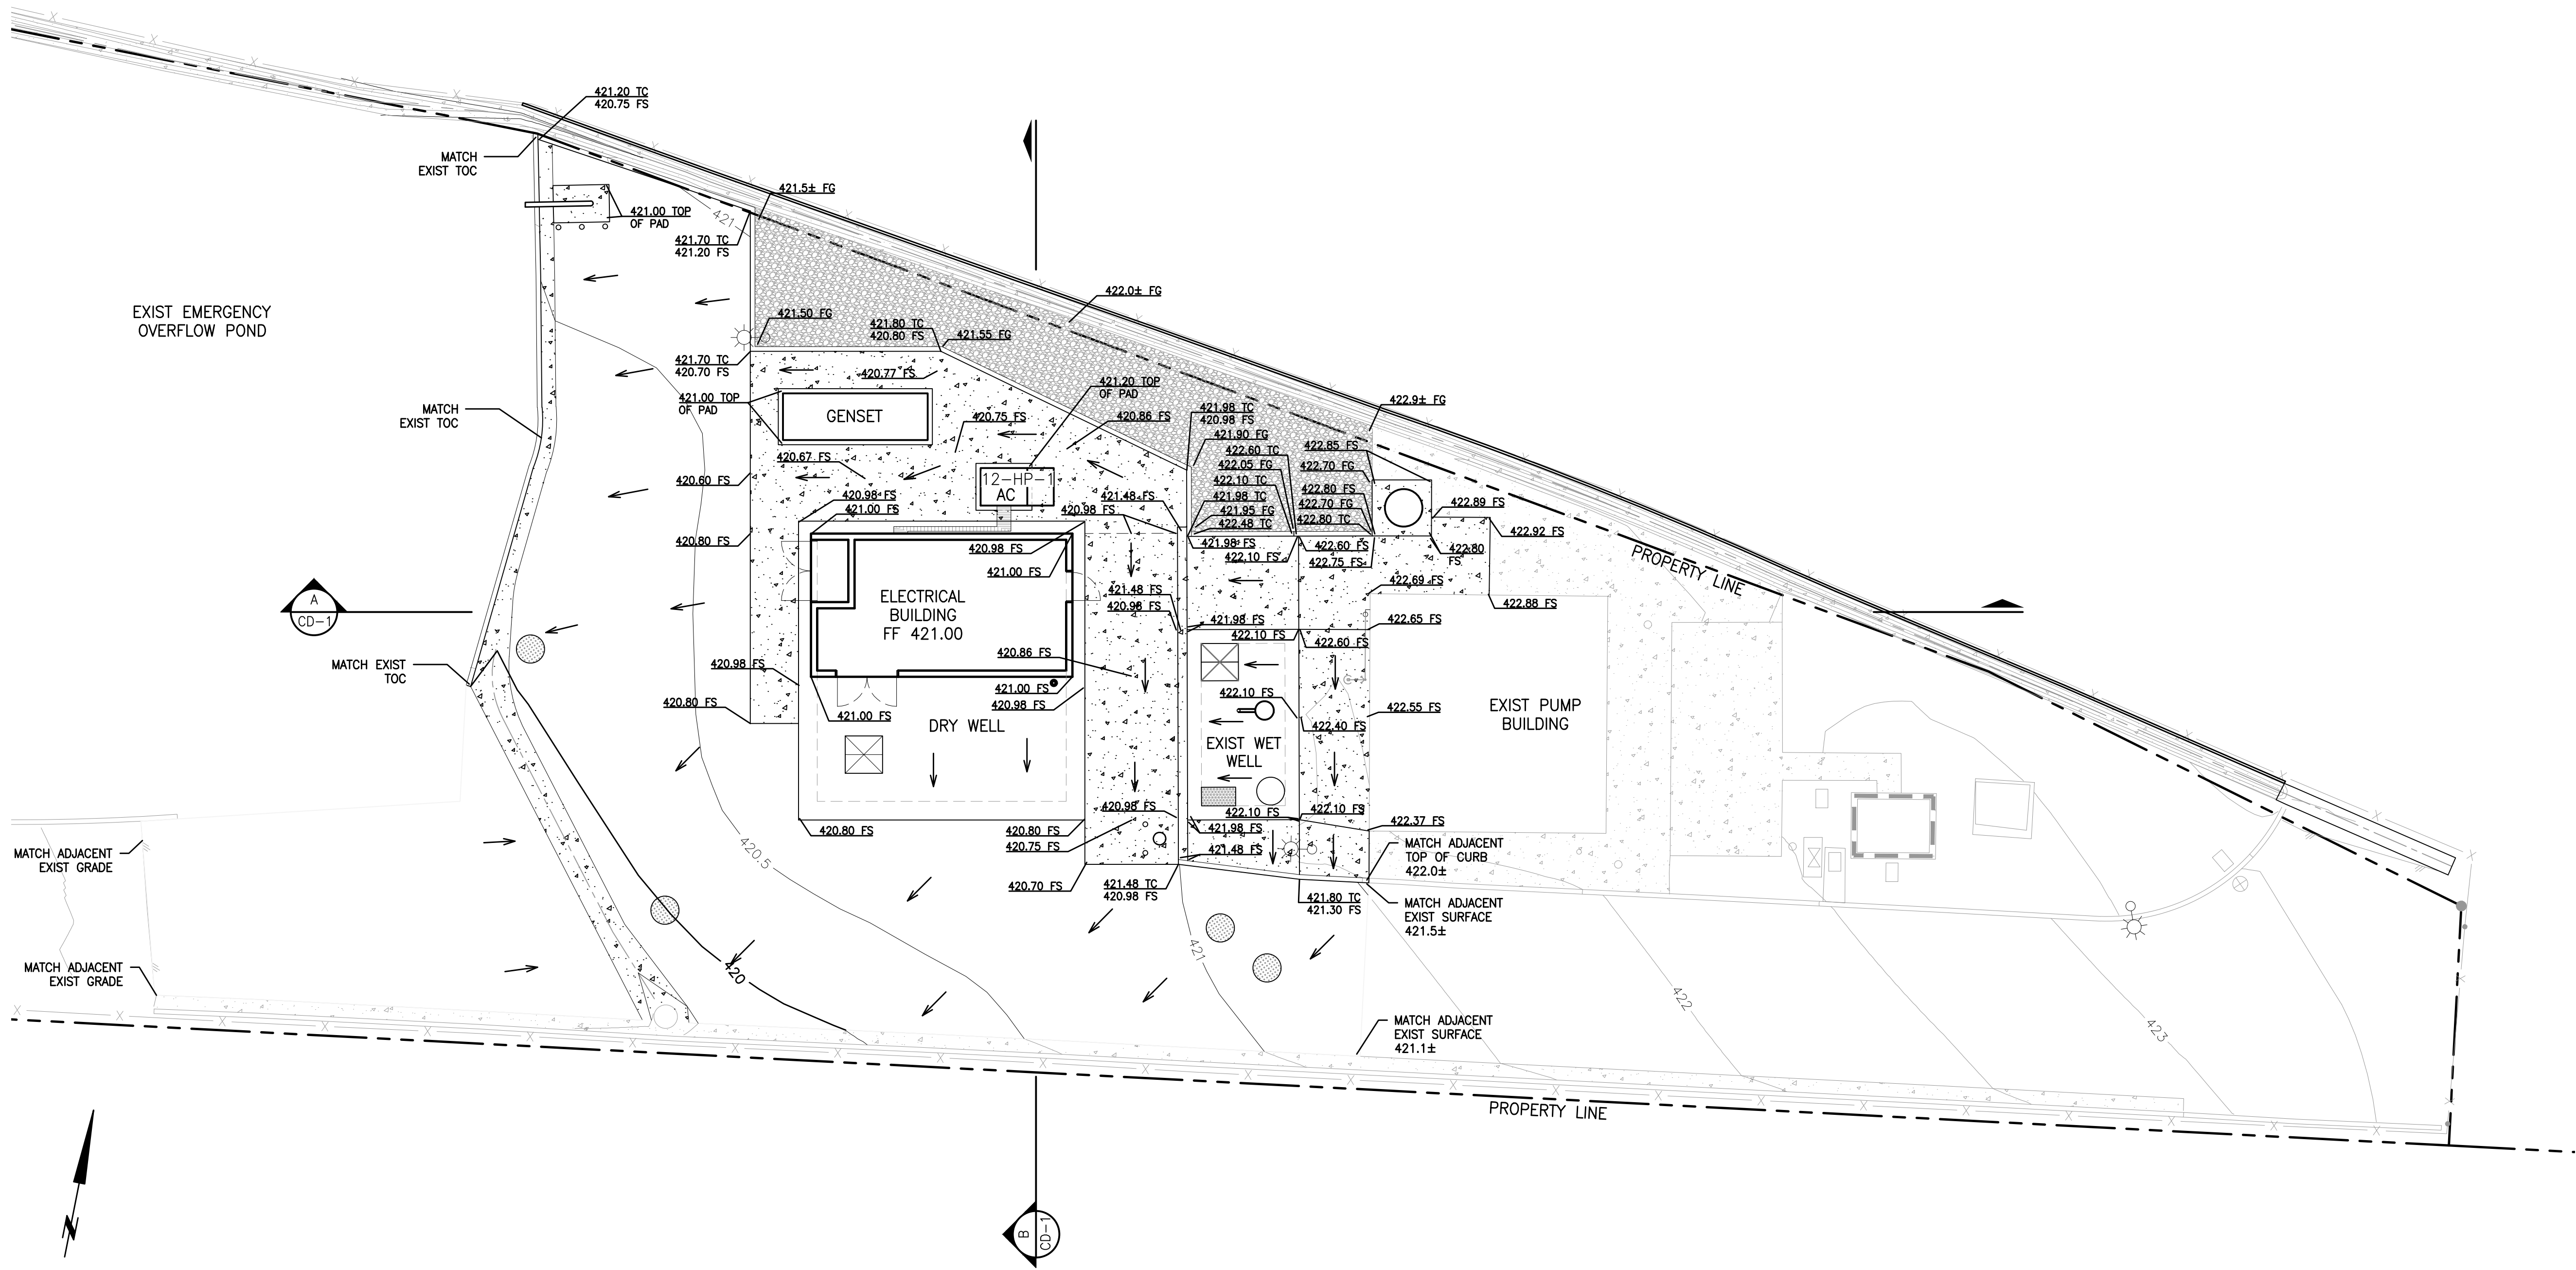 421.20 TC
420.75 FS
MATCH
EXIST TOC
421.00 TOP
OF PAD
421
421.5± FG
421.70 TC
421.20 FS
EXIST EMERGENCY
OVERFLOW POND
422.0± FG
421.50 FG
421.80 TC
420.80 FS
421.55 FG
421.70 TC
420.70 FS
420.77 FS
421.20 TOP
OF PAD
421.00 TOP
OF PAD
GENSET
420.75 FS
420.86 FS
421.98 TC
420.98 FS
422.9± FG
MATCH
EXIST TOC
421.90 FG
422.60 TC
422.05 FG
422.10 TC
421.98 TC
421.95 FG
422.48 TC
422.85 FS
422.70 FG
422.80 FS
422.70 FG
422.80 TC
420.67 FS
420.60 FS
12-HP-1
AC
420.98 FS
421.00 FS
421.48 FS
420.98 FS
422.89 FS
422.92 FS
420.80 FS
420.98 FS
421.00 FS
421.98 FS
422.10 FS
422.60 FS
422.75 FS
422.80
FS
PROPERTY LINE
A
CD-1
ELECTRICAL
BUILDING
FF 421.00
421.48 FS
420.98 FS
422.69 FS
422.88 FS
421.98 FS
422.10 FS
422.65 FS
422.60 FS
MATCH EXIST
TOC
420.98 FS
420.86 FS
421.00 FS
420.98 FS
422.10 FS
420.80 FS
421.00 FS
DRY WELL
422.40 FS
422.55 FS
EXIST PUMP
BUILDING
EXIST WET
WELL
420.98 FS
422.10 FS
422.10 FS
420.80 FS
420.80 FS
420.75 FS
421.98 FS
422.37 FS
421.48 FS
MATCH ADJACENT
EXIST GRADE
420.5
MATCH ADJACENT
TOP OF CURB
422.0±
420.70 FS
421.48 TC
420.98 FS
421.80 TC
421.30 FS
MATCH ADJACENT
EXIST SURFACE
421.5±
421
MATCH ADJACENT
EXIST GRADE
420
422
423
MATCH ADJACENT
EXIST SURFACE
421.1±
PROPERTY LINE
N
B
CD-1